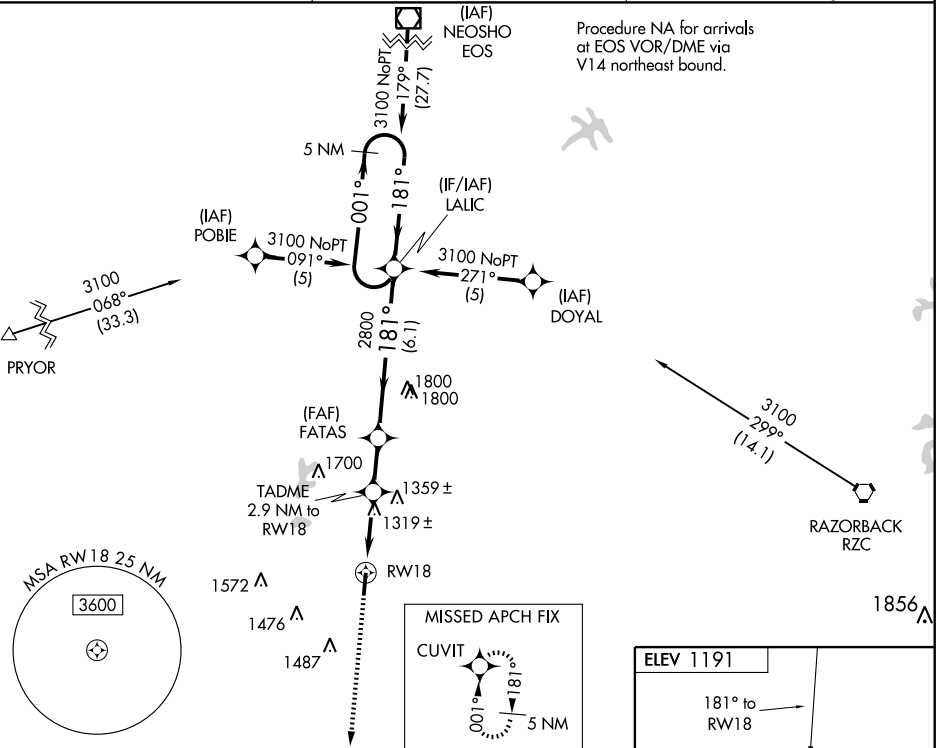 (IAF)
NEOSHO
EOS
Procedure NA for arrivals
at EOS VOR/DME via
V14 northeast bound.
3100 NoPT
179°
(27.7)
5 NM
001°
181°
(IF/IAF)
LALIC
(IAF)
POBIE
3100 NoPT
091°
(5)
3100 NoPT
271°
(5)
(IAF)
DOYAL
3100
068°
(33.3)
PRYOR
2800
181°
(6.1)
1800
1800
3100
299°
(14.1)
(FAF)
FATAS
1700
TADME
2.9 NM to
RW18
1359 ±
1319 ±
RAZORBACK
RZC
RW18
MSA RW18 25 NM
3600
1572
1476
1487
1856
MISSED APCH FIX
CUVIT
181°
001°
5 NM
ELEV 1191
181° to
RW18